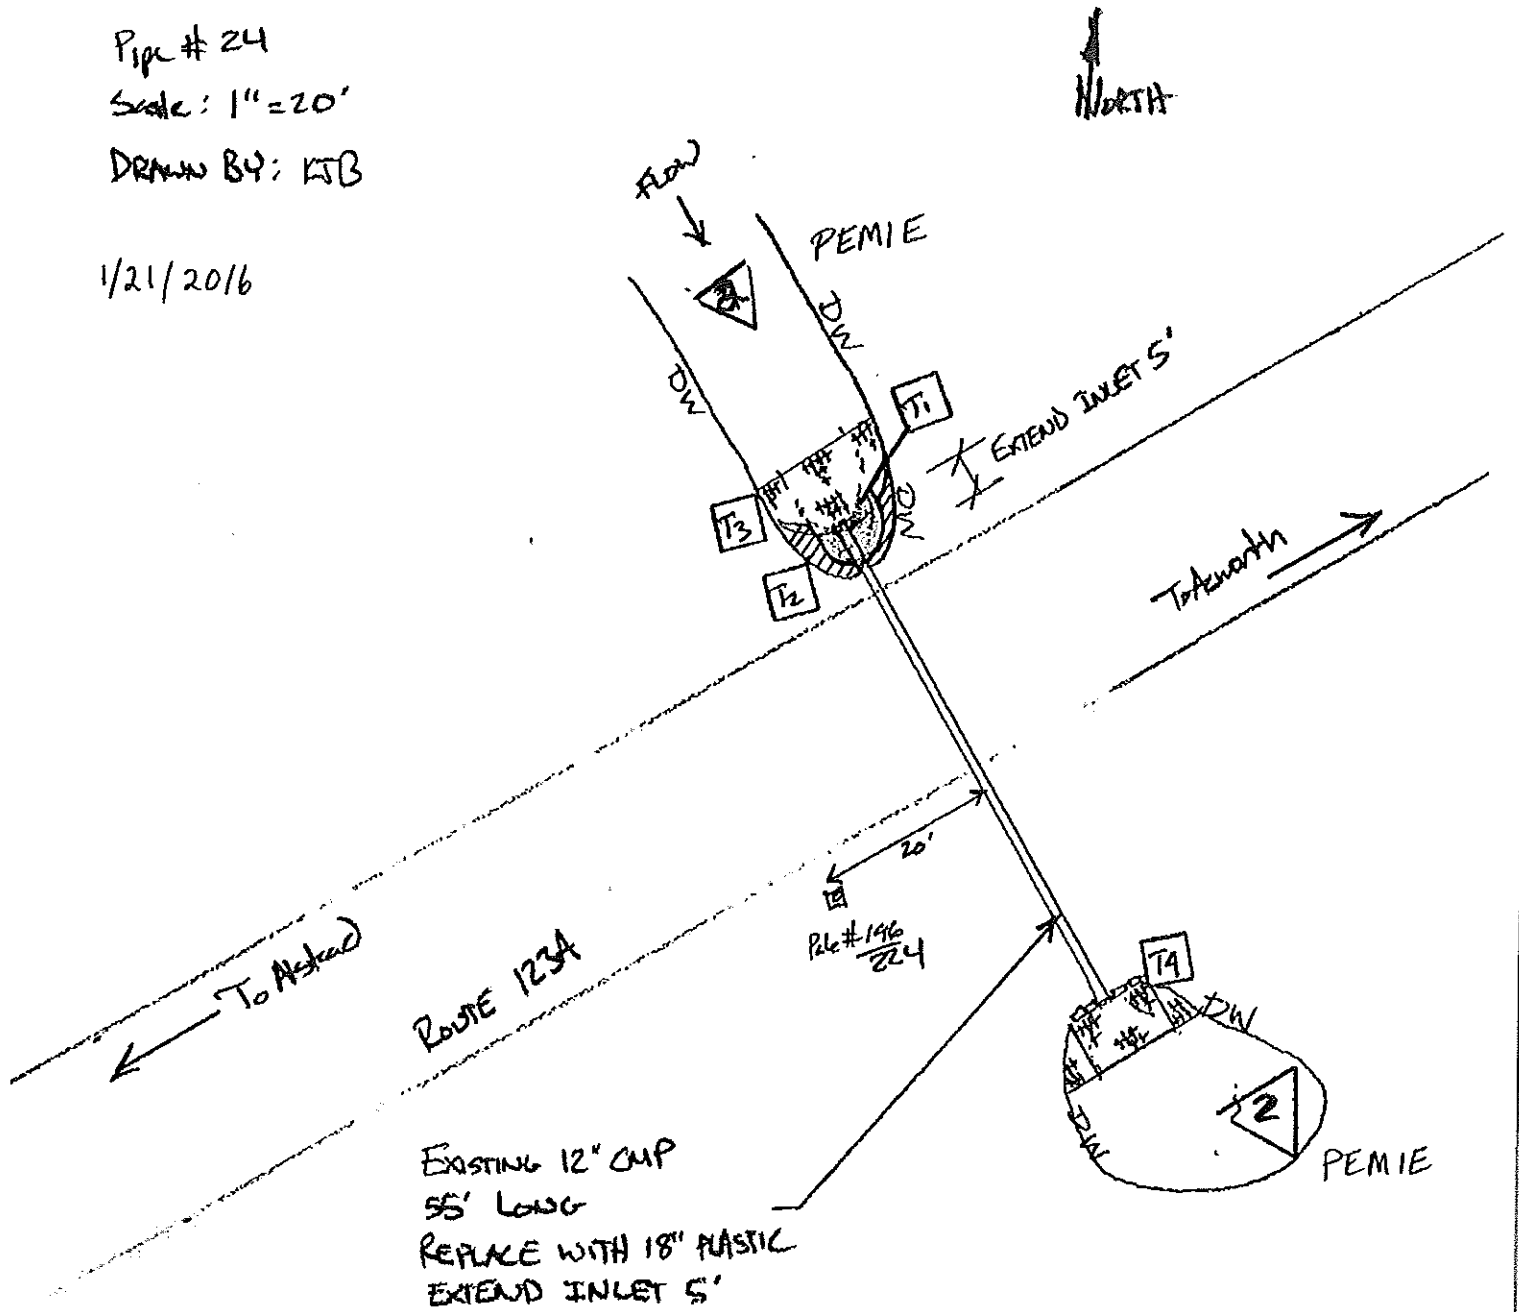 Pipe # 24
Scale: 1" = 20'
DRAWN BY: KTB
1/21/2016
NORTH
FLOW
PEMIE
DW
DW
T1
EXTEND INLET 5'
T3
DW
T2
To Acworth
20'
Pole # 146/224
To Alstead
ROUTE 123A
T4
DW
2
DW
PEMIE
EXISTING 12" CMP
55' LONG
REPLACE WITH 18" PLASTIC
EXTEND INLET 5'